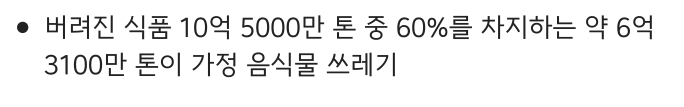 ● 버려진 식품 10억 5000만 톤 중 60%를 차지하는 약 6억
3100만 톤이 가정 음식물 쓰레기